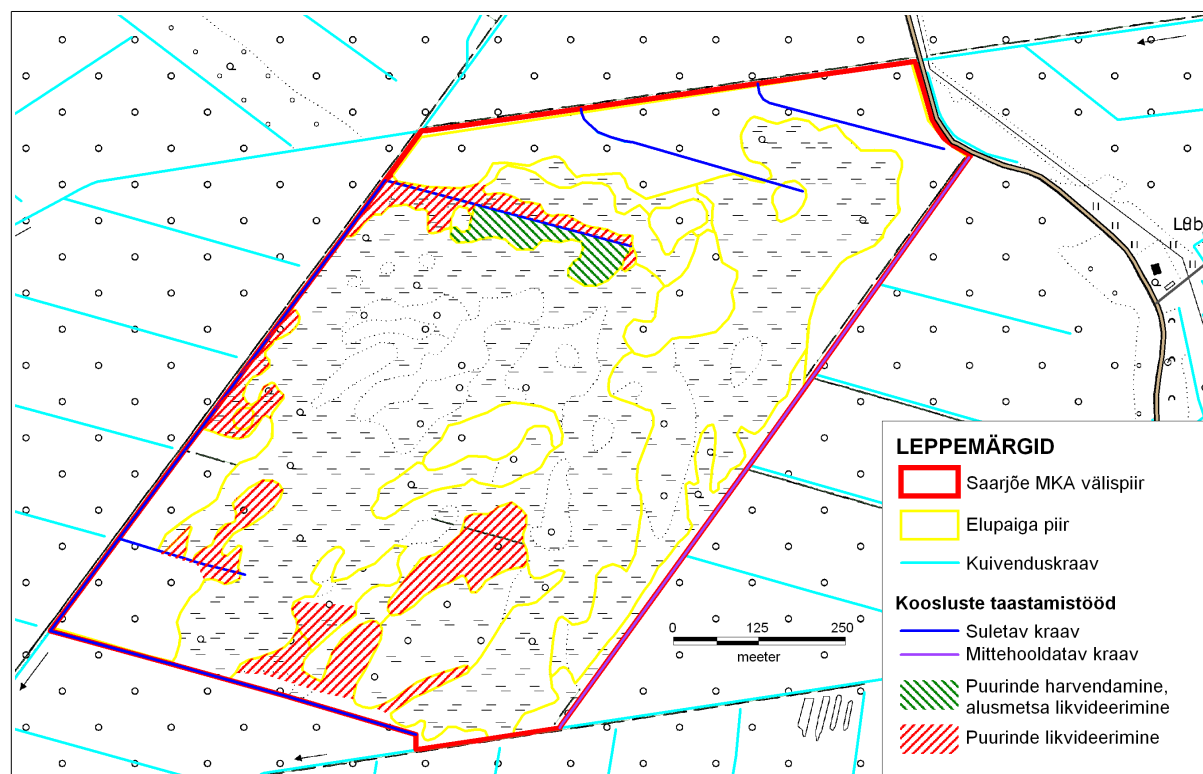 LEPPEMÄRGID
Saarjõe MKA välispiir
Elupaiga piir
Kuivenduskraav
Koosluste taastamistööd
Suletav kraav
Mittehooldatav kraav
Puurinde harvendamine,
alusmetsa likvideerimine
Puurinde likvideerimine
0 125 250
meeter